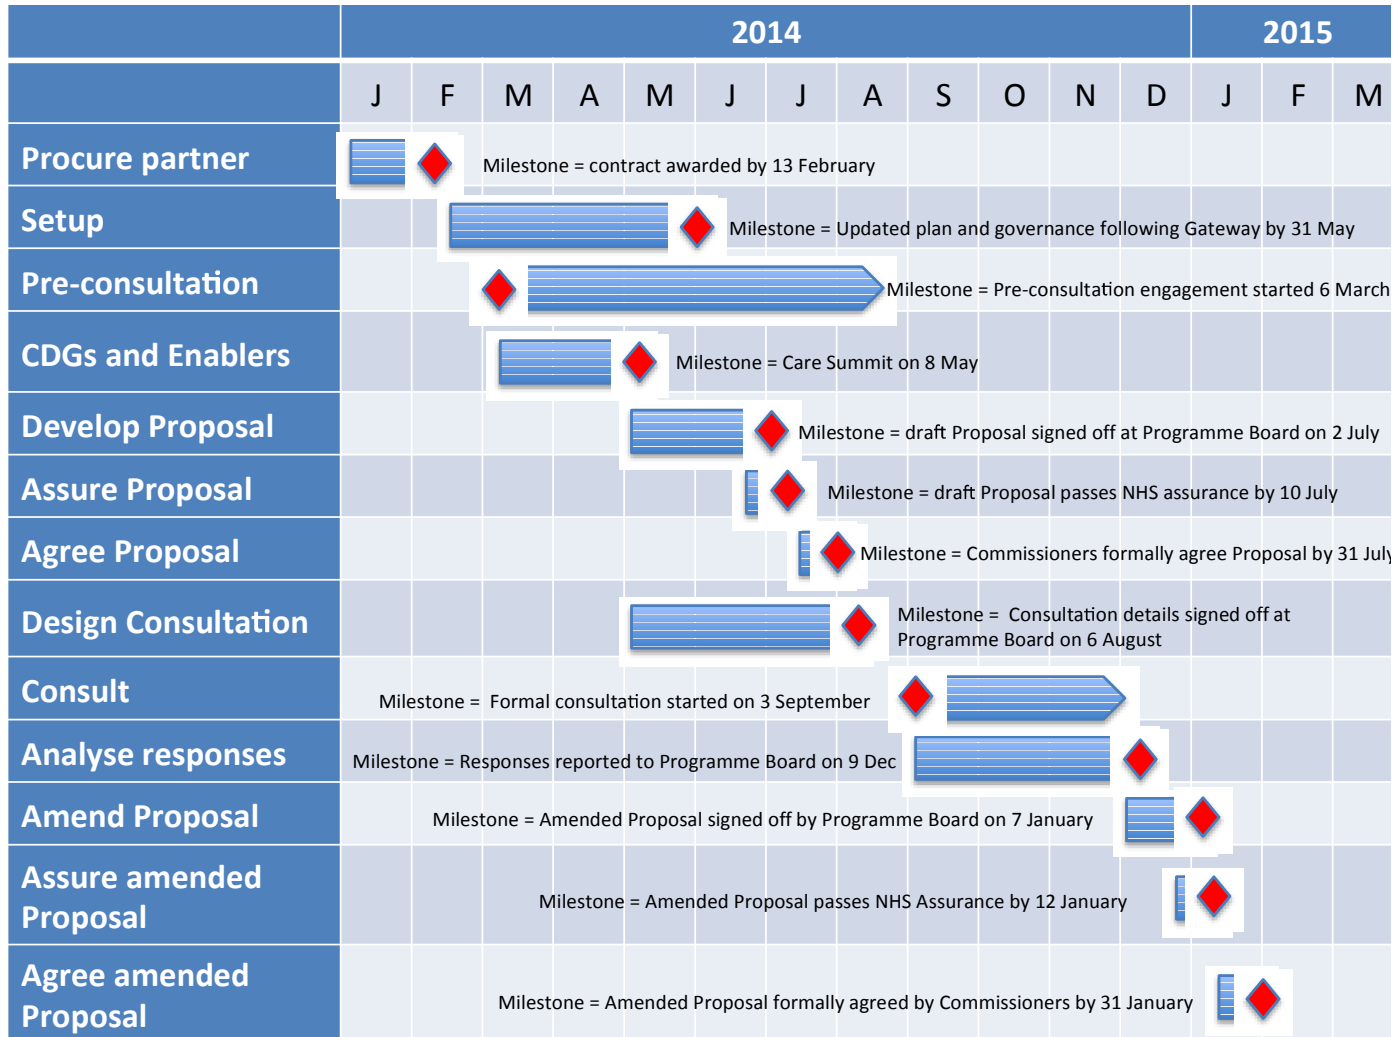 2014 2015
J F M A M J J A S O N D J F M
Procure partner
Milestone = contract awarded by 13 February
Setup
Milestone = Updated plan and governance following Gateway by 31 May
Pre-consultation
Milestone = Pre-consultation engagement started 6 March
CDGs and Enablers
Milestone = Care Summit on 8 May
Develop Proposal
Milestone = draft Proposal signed off at Programme Board on 2 July
Assure Proposal
Milestone = draft Proposal passes NHS assurance by 10 July
Agree Proposal
Milestone = Commissioners formally agree Proposal by 31 July
Design Consultation
Milestone = Consultation details signed off at
Programme Board on 6 August
Consult
Milestone = Formal consultation started on 3 September
Analyse responses
Milestone = Responses reported to Programme Board on 9 Dec
Amend Proposal
Milestone = Amended Proposal signed off by Programme Board on 7 January
Assure amended
Proposal
Milestone = Amended Proposal passes NHS Assurance by 12 January
Agree amended
Proposal
Milestone = Amended Proposal formally agreed by Commissioners by 31 January